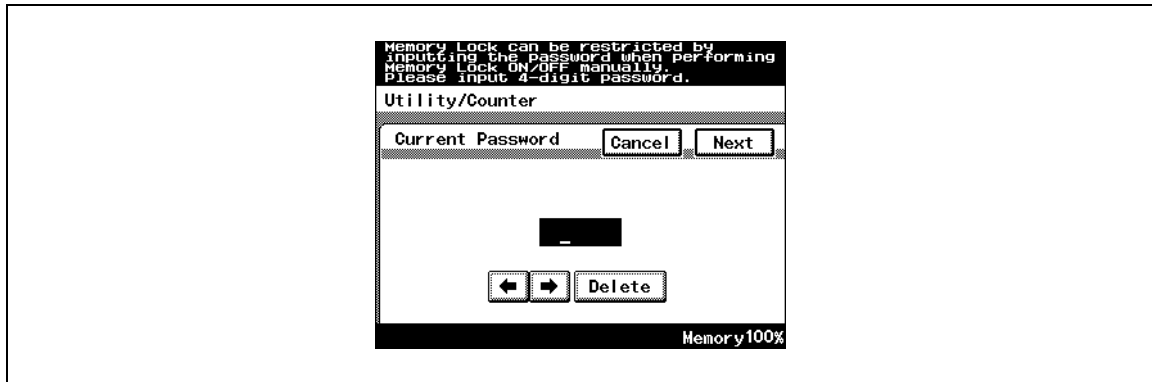 Memory Lock can be restricted by
inputting the password when performing
Memory Lock ON/OFF manually.
Please input 4-digit password.
Utility/Counter
Current Password Cancel Next
_
← → Delete
Memory100%